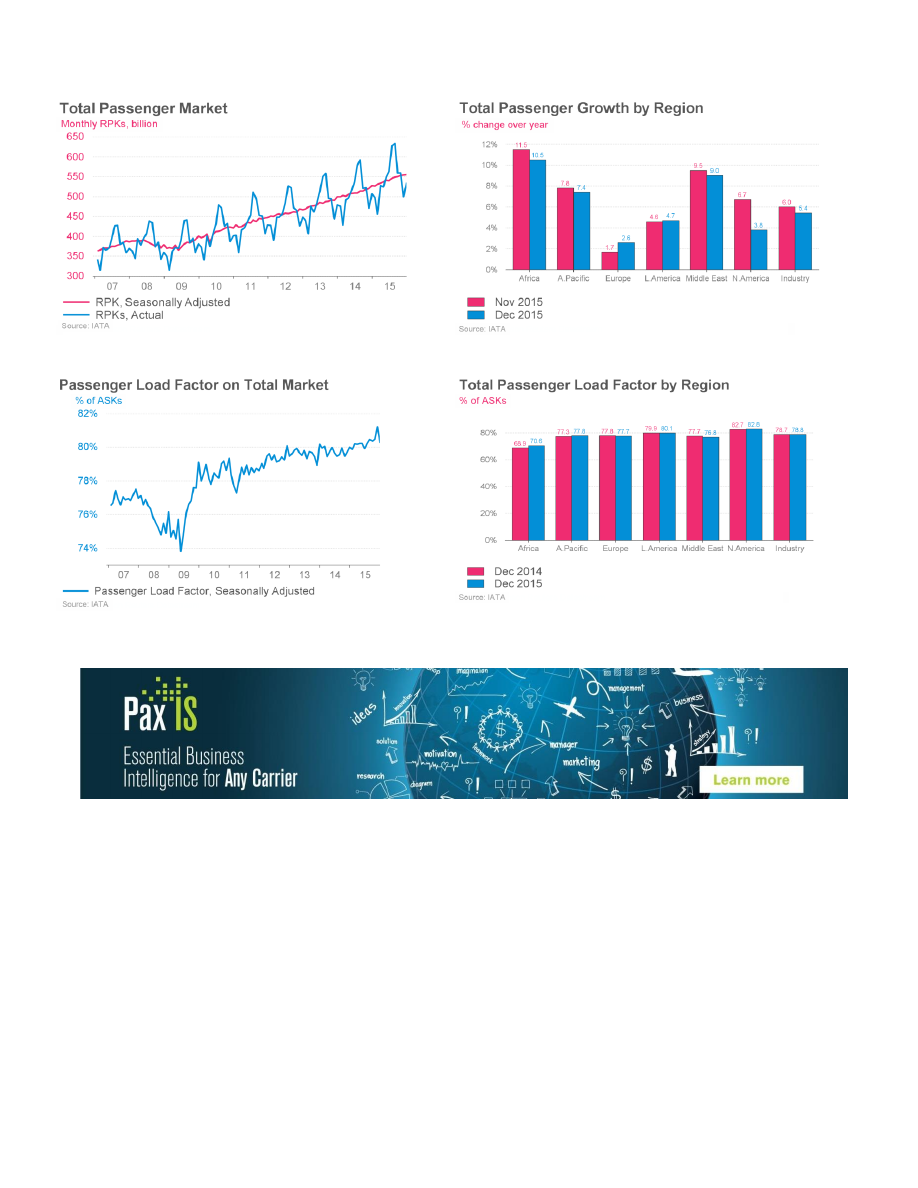 Total Passenger Market
Monthly RPKs, billion
650
600
550
500
450
400
350
300
07 08 09 10 11 12 13 14 15
RPK, Seasonally Adjusted
RPKs, Actual
Source: IATA
Total Passenger Growth by Region
% change over year
12%
10%
8%
6%
4%
2%
0%
11.5 10.5 7.8 7.4 1.7 2.6 4.6 4.7 9.5 9.0 6.7 3.8 6.0 5.4
Africa A.Pacific Europe L.America Middle East N.America Industry
Nov 2015
Dec 2015
Source: IATA
Passenger Load Factor on Total Market
% of ASKs
82%
80%
78%
76%
74%
07 08 09 10 11 12 13 14 15
Passenger Load Factor, Seasonally Adjusted
Source: IATA
Total Passenger Load Factor by Region
% of ASKs
80%
60%
40%
20%
0%
68.9 70.6 77.3 77.8 77.8 77.7 79.9 80.1 77.7 76.8 82.7 82.8 78.7 78.8
Africa A.Pacific Europe L.America Middle East N.America Industry
Dec 2014
Dec 2015
Source: IATA
Pax IS
Essential Business
Intelligence for Any Carrier
ideas
innovation
imagination
?!
solution
motivation
research
diagram
teamwork
$
manager
marketing
management
business
strategy
?!
?!
?!
$
$
Learn more